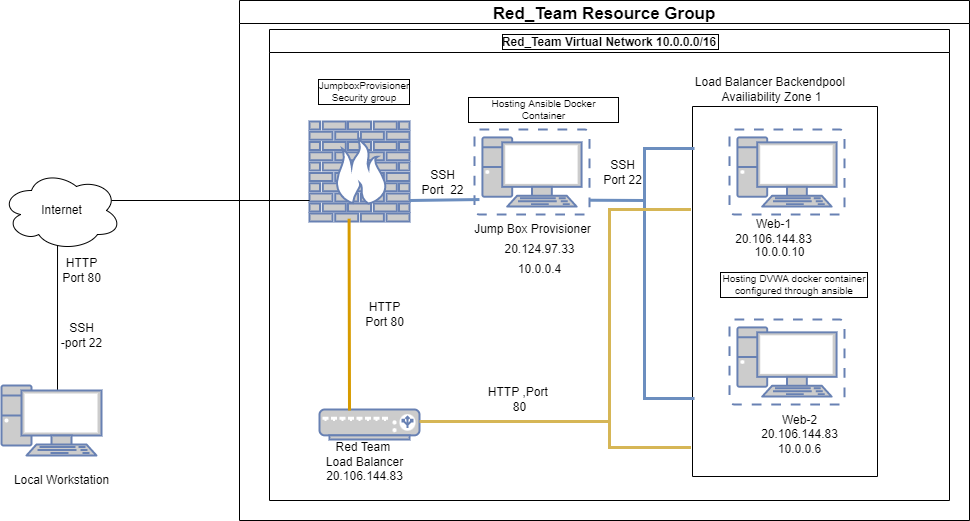 Red_Team Resource Group
Red_Team Virtual Network 10.0.0.0/16
JumpboxProvisioner
Security group
Hosting Ansible Docker
Container
Load Balancer Backendpool
Availiability Zone 1
SSH
Port 22
SSH
Port 22
Internet
Jump Box Provisioner
20.124.97.33
10.0.0.4
Web-1
20.106.144.83
10.0.0.10
HTTP
Port 80
Hosting DVWA docker container
configured through ansible
HTTP
Port 80
SSH
-port 22
HTTP ,Port
80
Web-2
20.106.144.83
10.0.0.6
Red Team
Load Balancer
20.106.144.83
Local Workstation